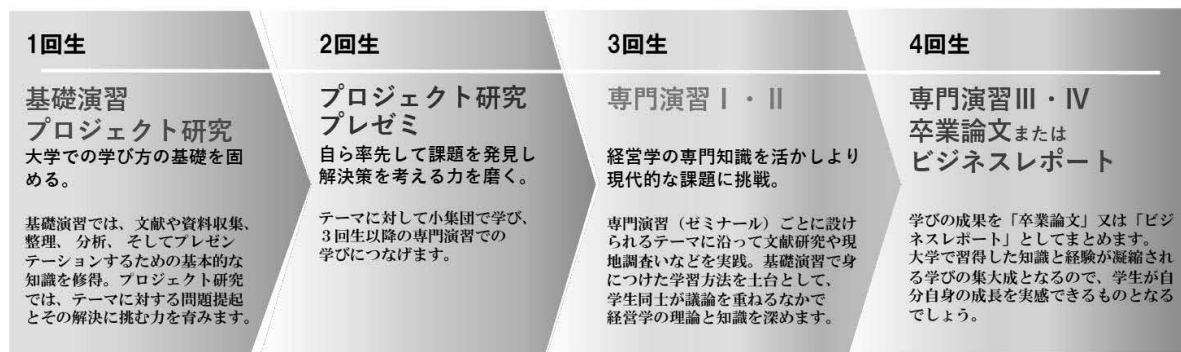 1回生
基礎演習
プロジェクト研究
大学での学び方の基礎を固
める。
基礎演習では、文献や資料収集、
整理、 分析、 そしてプレゼン
テーションするための基本的な
知識を修得。プロジェクト研究
では、テーマに対する問題提起
とその解決に挑む力を育みます。
2回生
プロジェクト研究
プレゼミ
自ら率先して課題を発見し
解決策を考える力を磨く。
テーマに対して小集団で学び、
３回生以降の専門演習での
学びにつなげます。
3回生
専門演習Ⅰ・Ⅱ
経営学の専門知識を活かしより
現代的な課題に挑戦。
専門演習（ゼミナール）ごとに設け
られるテーマに沿って文献研究や現
地調査いなどを実践。基礎演習で身
につけた学習方法を土台として、
学生同士が議論を重ねるなかで
経営学の理論と知識を深めます。
4回生
専門演習Ⅲ・Ⅳ
卒業論文または
ビジネスレポート
学びの成果を「卒業論文」又は「ビジ
ネスレポート」としてまとめます。
大学で習得した知識と経験が凝縮され
る学びの集大成となるので、学生が自
分自身の成長を実感できるものとなる
でしょう。